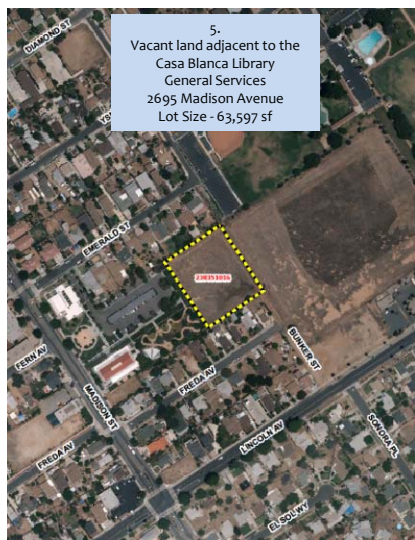 5.
Vacant land adjacent to the
Casa Blanca Library
General Services
2695 Madison Avenue
Lot Size - 63,597 sf
DIAMOND ST
EMERALD ST
FERN AV
MADISON ST
FREDA AV
FREDA AV
BUNKER ST
LINCOLN AV
SONORA PL
EL SOL WY